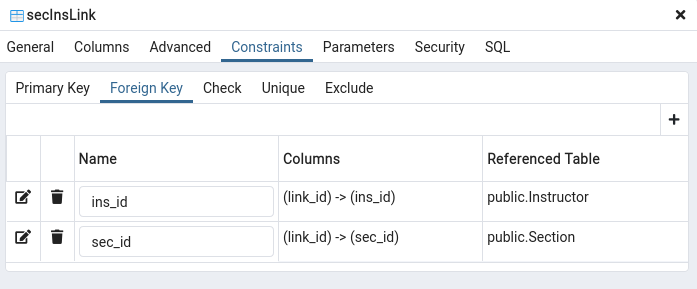 secInsLink
General Columns Advanced Constraints Parameters Security SQL
Primary Key Foreign Key Check Unique Exclude
Name Columns Referenced Table
ins_id (link_id) -> (ins_id) public.Instructor
sec_id (link_id) -> (sec_id) public.Section